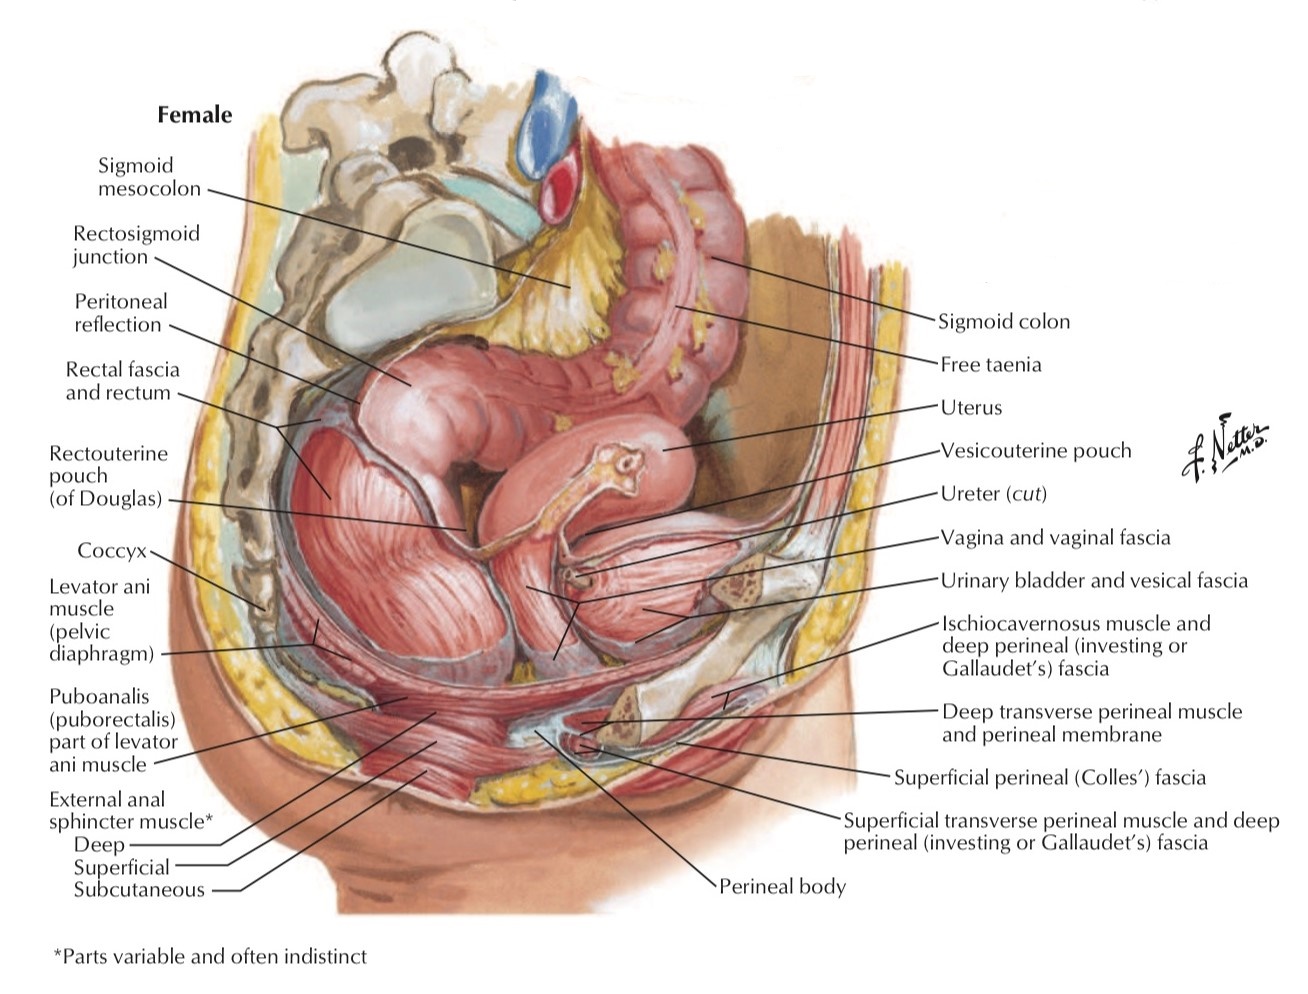 Female
Sigmoid
mesocolon
Rectosigmoid
junction
Peritoneal
reflection
Rectal fascia
and rectum
Rectouterine
pouch
(of Douglas)
Coccyx
Levator ani
muscle
(pelvic
diaphragm)
Puboanalis
(puborectalis)
part of levator
ani muscle
External anal
sphincter muscle*
Deep
Superficial
Subcutaneous
Sigmoid colon
Free taenia
Uterus
Vesicouterine pouch
Ureter (cut)
Vagina and vaginal fascia
Urinary bladder and vesical fascia
Ischiocavernosus muscle and
deep perineal (investing or
Gallaudet's) fascia
Deep transverse perineal muscle
and perineal membrane
Superficial perineal (Colles') fascia
Superficial transverse perineal muscle and deep
perineal (investing or Gallaudet's) fascia
Perineal body
F. Netter
M.D.
*Parts variable and often indistinct